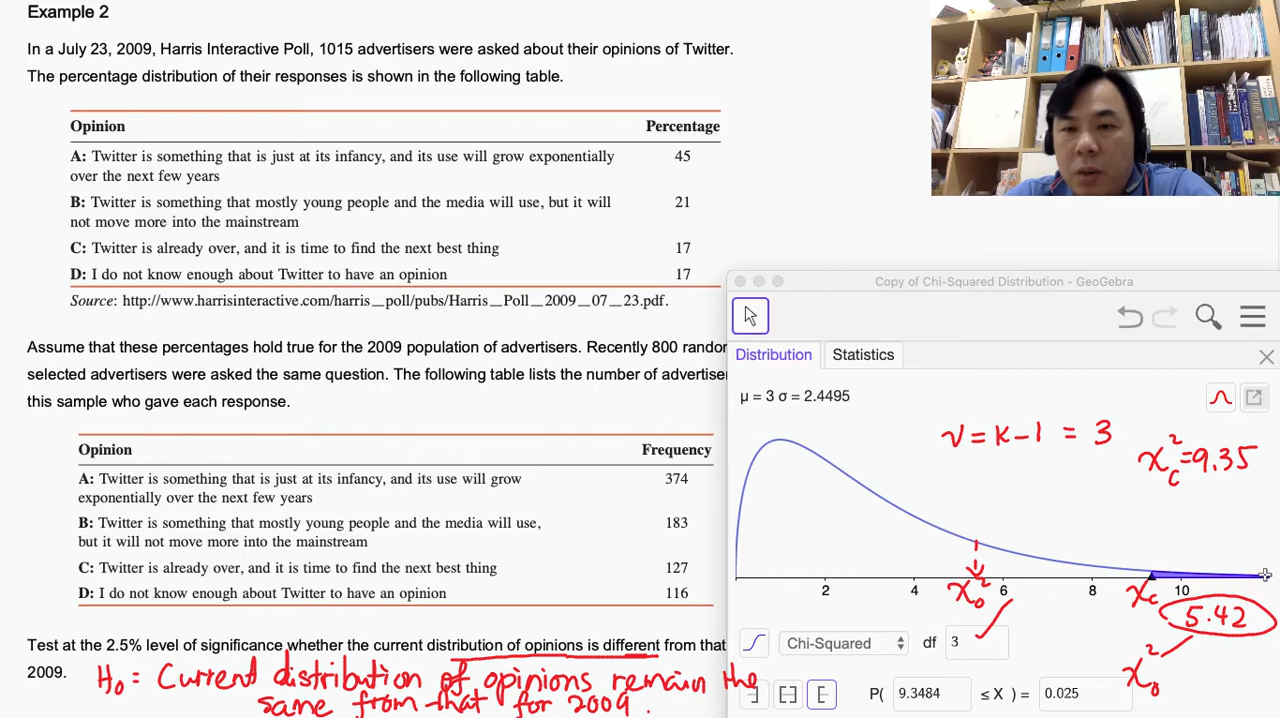 Example 2
In a July 23, 2009, Harris Interactive Poll, 1015 advertisers were asked about their opinions of Twitter.
The percentage distribution of their responses is shown in the following table.
Opinion Percentage
A: Twitter is something that is just at its infancy, and its use will grow exponentially 45
over the next few years
B: Twitter is something that mostly young people and the media will use, but it will 21
not move more into the mainstream
C: Twitter is already over, and it is time to find the next best thing 17
D: I do not know enough about Twitter to have an opinion 17
Source: http://www.harrisinteractive.com/harris_poll/pubs/Harris_Poll_2009_07_23.pdf.
Assume that these percentages hold true for the 2009 population of advertisers. Recently 800 random
selected advertisers were asked the same question. The following table lists the number of advertise
this sample who gave each response.
Opinion Frequency
A: Twitter is something that is just at its infancy, and its use will grow 374
exponentially over the next few years
B: Twitter is something that mostly young people and the media will use, 183
but it will not move more into the mainstream
C: Twitter is already over, and it is time to find the next best thing 127
D: I do not know enough about Twitter to have an opinion 116
Test at the 2.5% level of significance whether the current distribution of opinions is different from that
2009.
H₀ = Current distribution of opinions remain the
same from that for 2009.
Copy of Chi-Squared Distribution - GeoGebra
Distribution Statistics
μ = 3 σ = 2.4495
ν = k-1 = 3
χ²c = 9.35
2 4 6 8 10
χ₀² χc 5.42
Chi-Squared df 3
χ²₀
P( 9.3484 ≤ X ) = 0.025